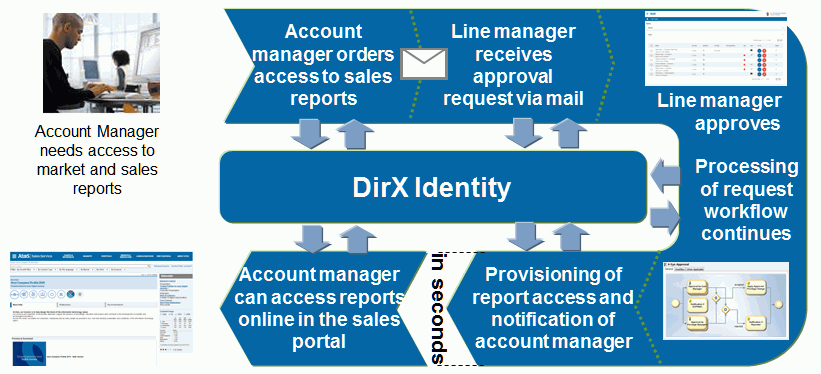 Account
manager orders
access to sales
reports
Line manager
receives
approval
request via mail
Line manager
approves
Account Manager
needs access to
market and sales
reports
DirX Identity
Processing
of request
workflow
continues
Account manager
can access reports
online in the sales
portal
in seconds
Provisioning of
report access and
notification of
account manager